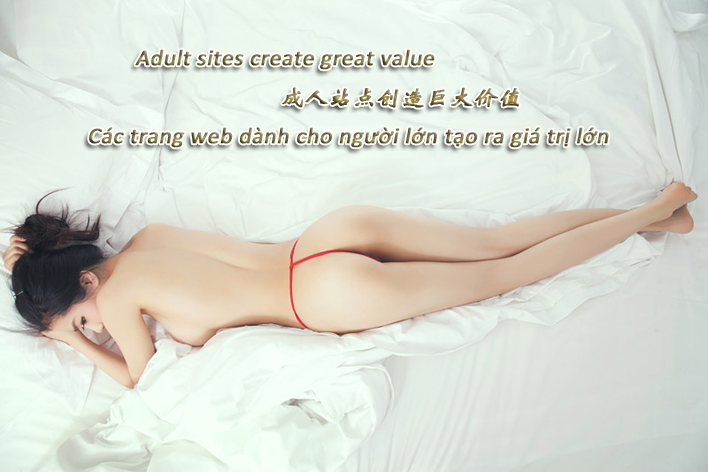 Adult sites create great value
成人站点创造巨大价值
Các trang web dành cho người lớn tạo ra giá trị lớn